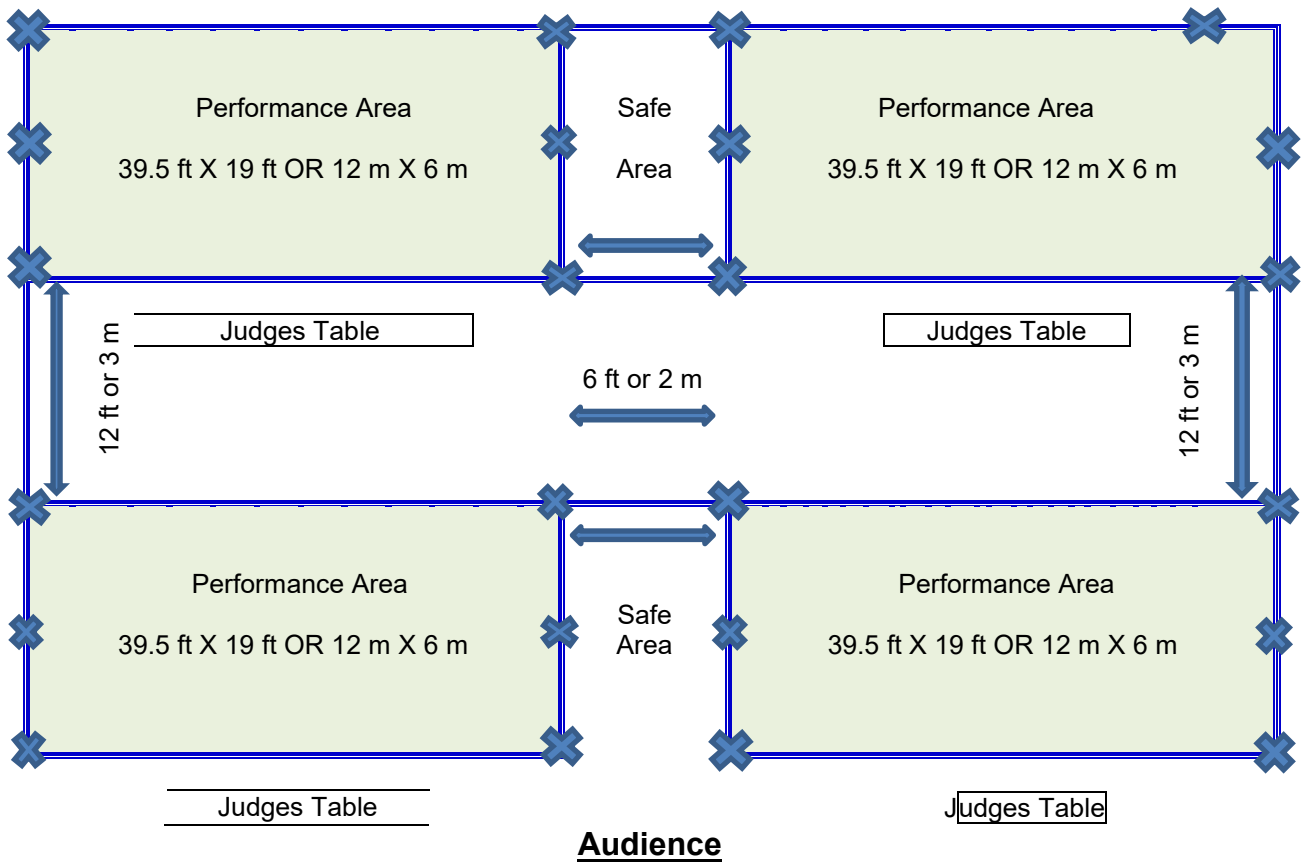 Performance Area
39.5 ft X 19 ft OR 12 m X 6 m
Safe
Area
Performance Area
39.5 ft X 19 ft OR 12 m X 6 m
12 ft or 3 m
Judges Table
6 ft or 2 m
Judges Table
12 ft or 3 m
Performance Area
39.5 ft X 19 ft OR 12 m X 6 m
Safe
Area
Performance Area
39.5 ft X 19 ft OR 12 m X 6 m
Judges Table
Judges Table
Audience